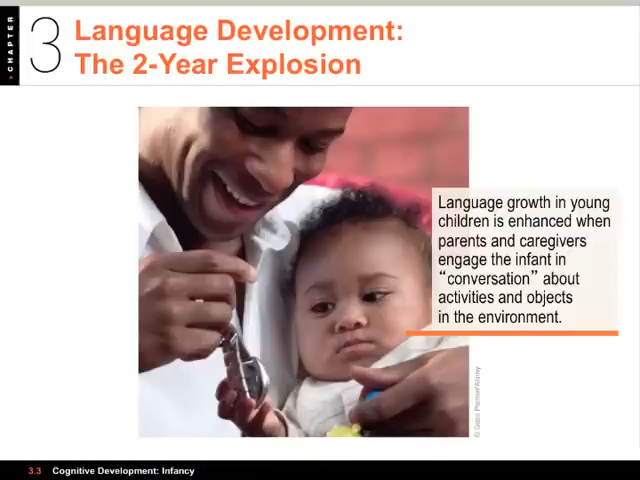 CHAPTER
3
Language Development:
The 2-Year Explosion
Language growth in young
children is enhanced when
parents and caregivers
engage the infant in
“conversation” about
activities and objects
in the environment.
3.3 Cognitive Development: Infancy